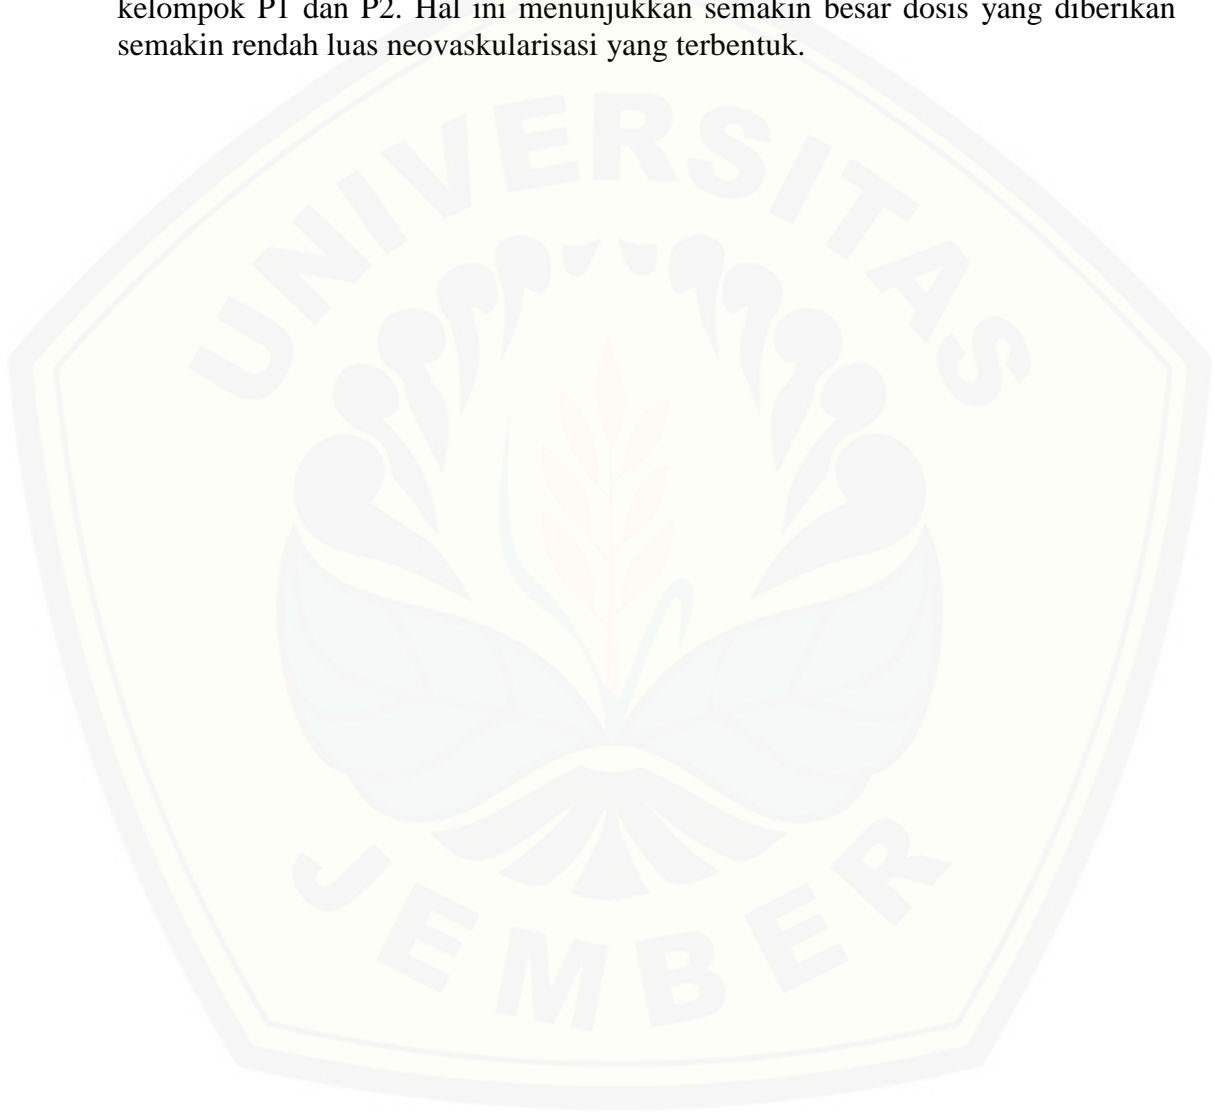 kelompok P1 dan P2. Hal ini menunjukkan semakin besar dosis yang diberikan
semakin rendah luas neovaskularisasi yang terbentuk.
UNIVERSITAS
JEMBER